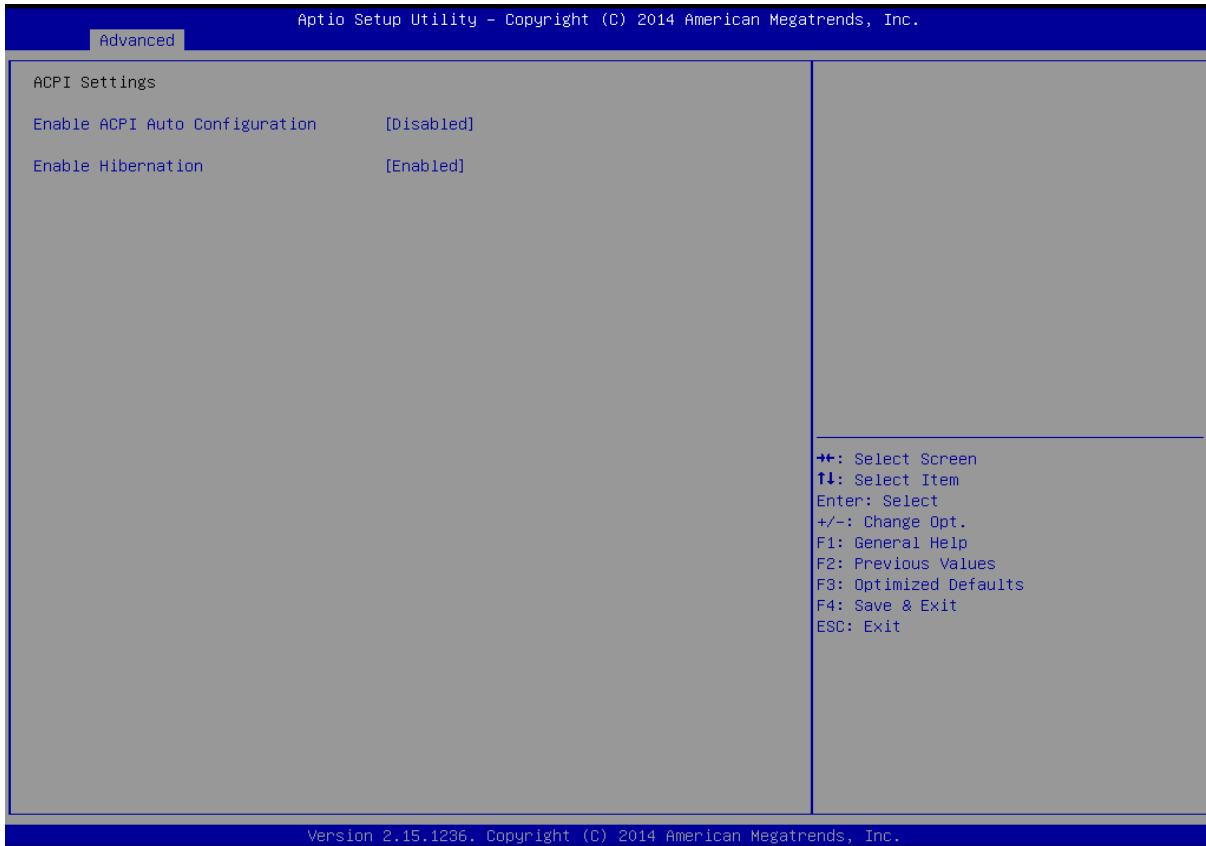 Aptio Setup Utility – Copyright (C) 2014 American Megatrends, Inc.
Advanced
ACPI Settings
Enable ACPI Auto Configuration [Disabled]
Enable Hibernation [Enabled]
→←: Select Screen
↑↓: Select Item
Enter: Select
+/-: Change Opt.
F1: General Help
F2: Previous Values
F3: Optimized Defaults
F4: Save & Exit
ESC: Exit
Version 2.15.1236. Copyright (C) 2014 American Megatrends, Inc.